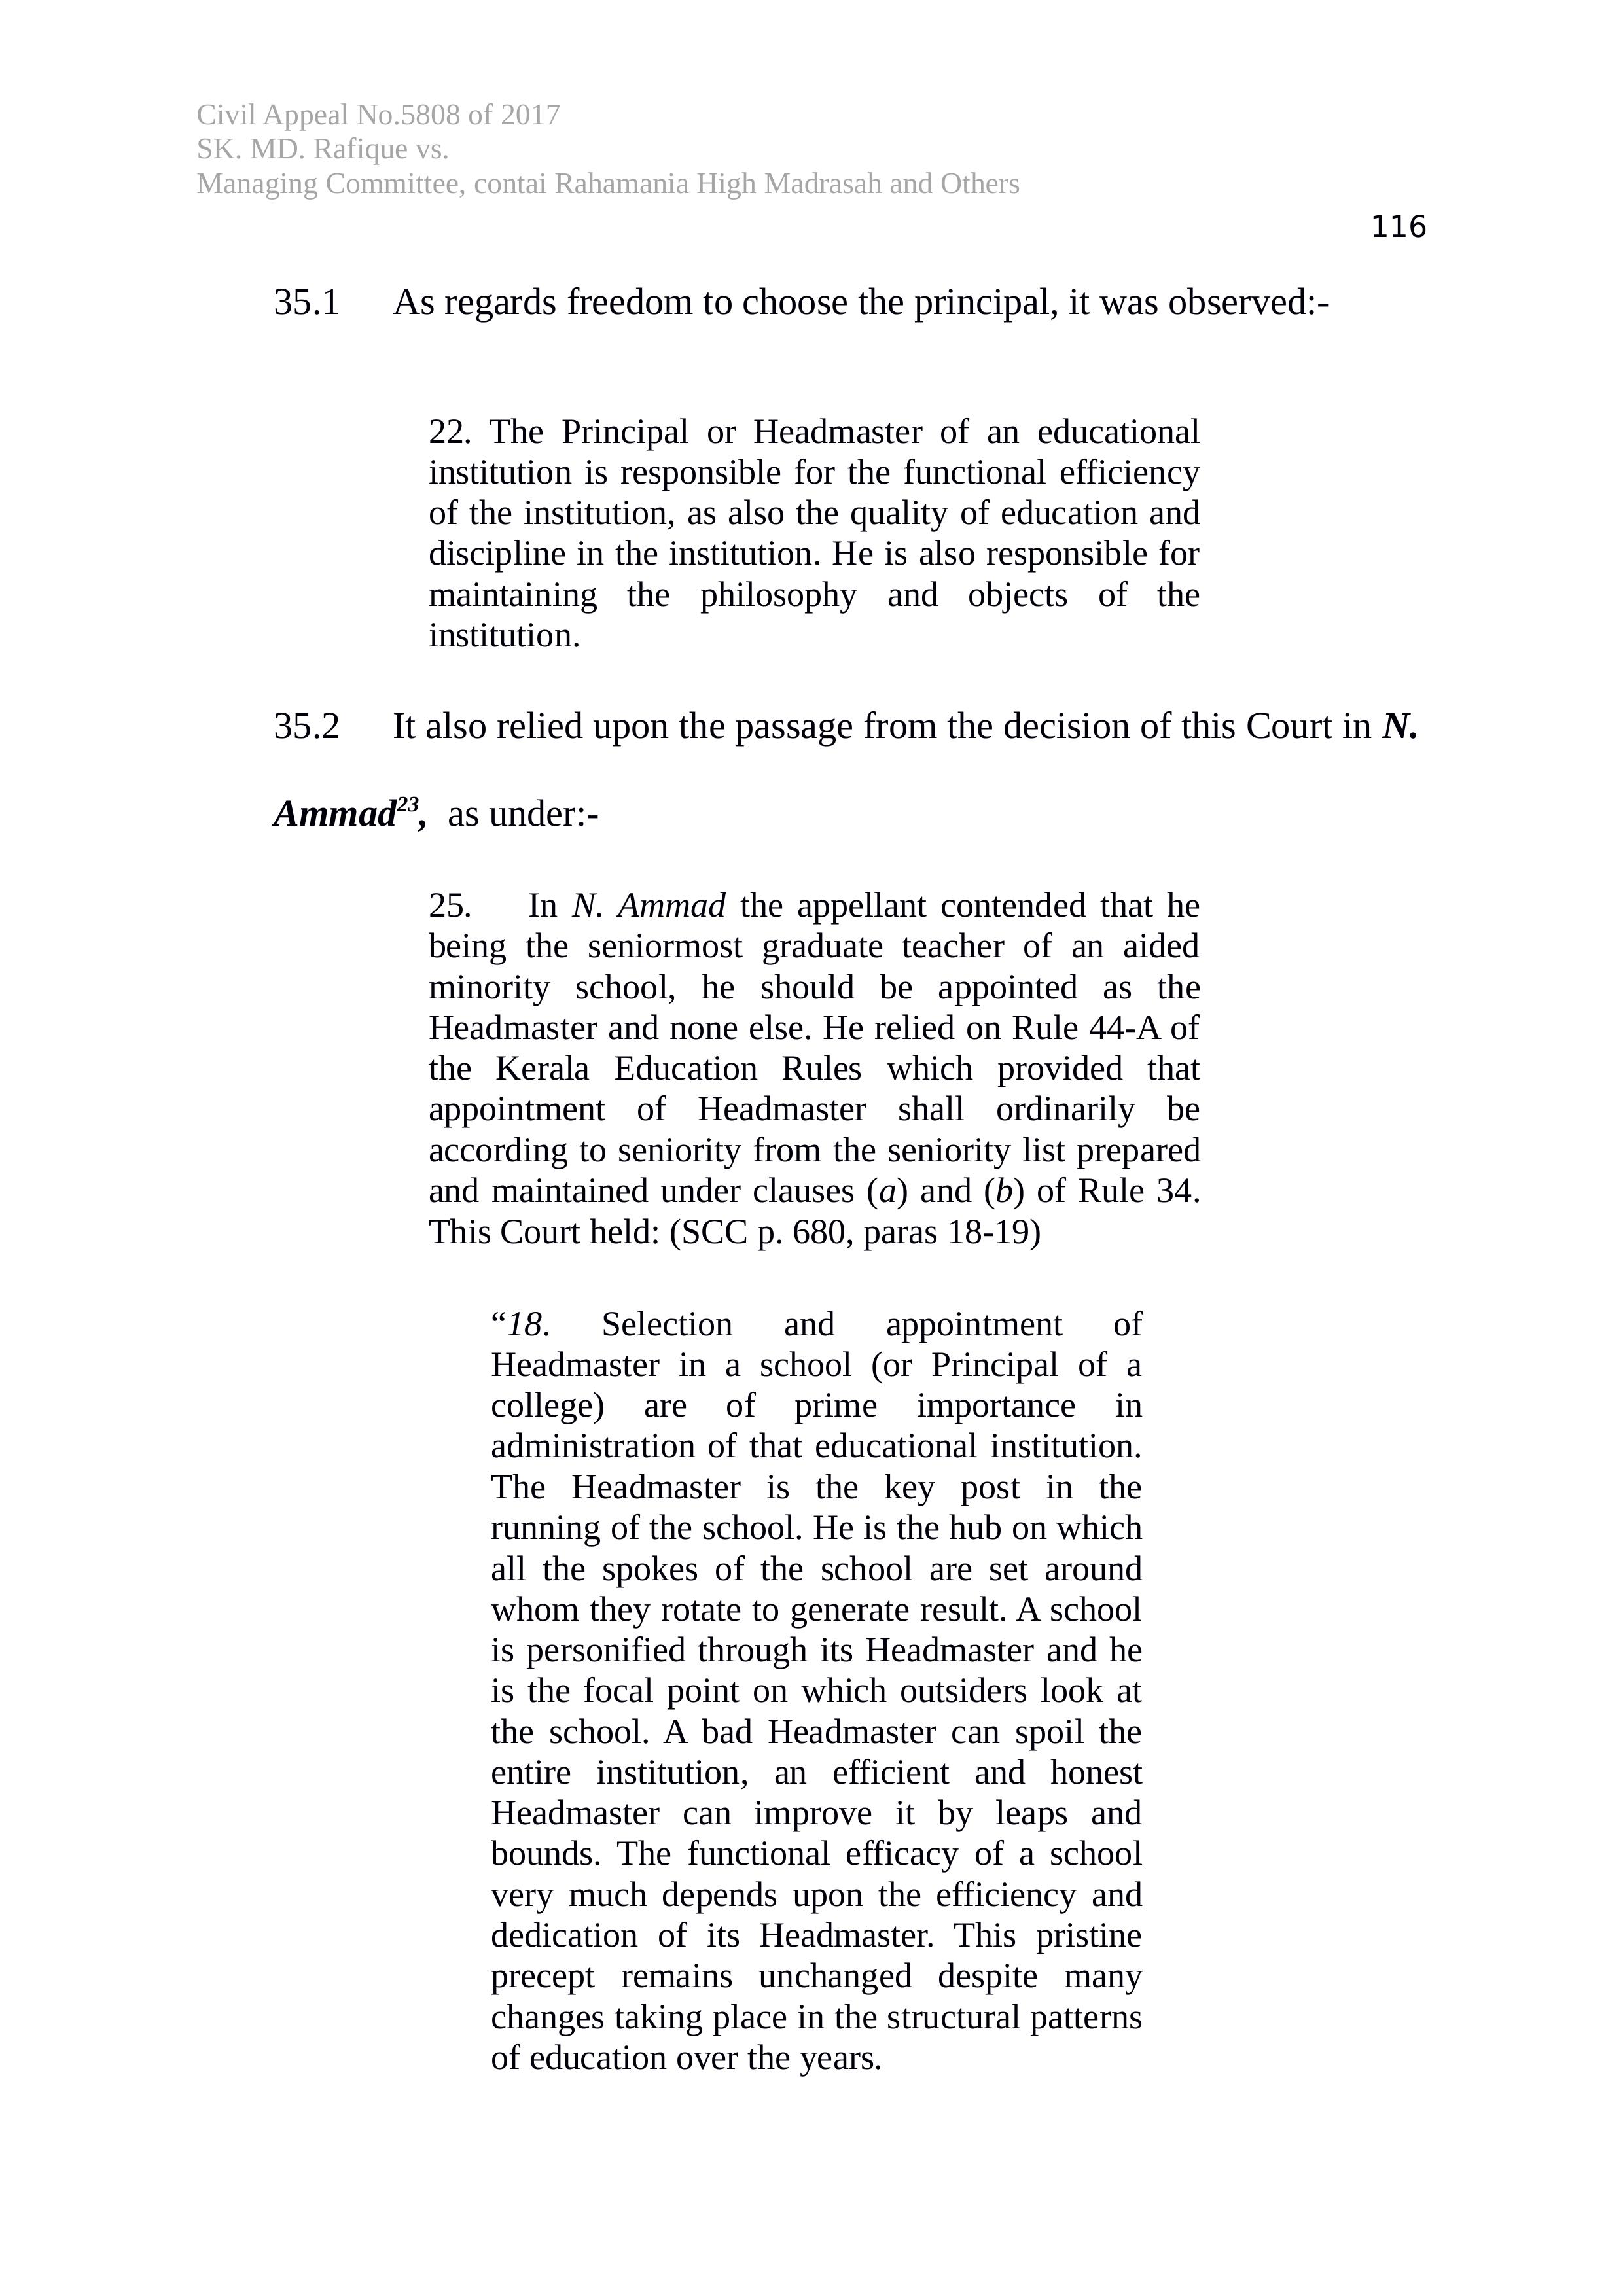 Civil Appeal No.5808 of 2017
SK. MD. Rafique vs.
Managing Committee, contai Rahamania High Madrasah and Others
116
35.1 As regards freedom to choose the principal, it was observed:-
22. The Principal or Headmaster of an educational
institution is responsible for the functional efficiency
of the institution, as also the quality of education and
discipline in the institution. He is also responsible for
maintaining the philosophy and objects of the
institution.
35.2 It also relied upon the passage from the decision of this Court in N.
Ammad23, as under:-
25. In N. Ammad the appellant contended that he
being the seniormost graduate teacher of an aided
minority school, he should be appointed as the
Headmaster and none else. He relied on Rule 44-A of
the Kerala Education Rules which provided that
appointment of Headmaster shall ordinarily be
according to seniority from the seniority list prepared
and maintained under clauses (a) and (b) of Rule 34.
This Court held: (SCC p. 680, paras 18-19)
“18. Selection and appointment of
Headmaster in a school (or Principal of a
college) are of prime importance in
administration of that educational institution.
The Headmaster is the key post in the
running of the school. He is the hub on which
all the spokes of the school are set around
whom they rotate to generate result. A school
is personified through its Headmaster and he
is the focal point on which outsiders look at
the school. A bad Headmaster can spoil the
entire institution, an efficient and honest
Headmaster can improve it by leaps and
bounds. The functional efficacy of a school
very much depends upon the efficiency and
dedication of its Headmaster. This pristine
precept remains unchanged despite many
changes taking place in the structural patterns
of education over the years.